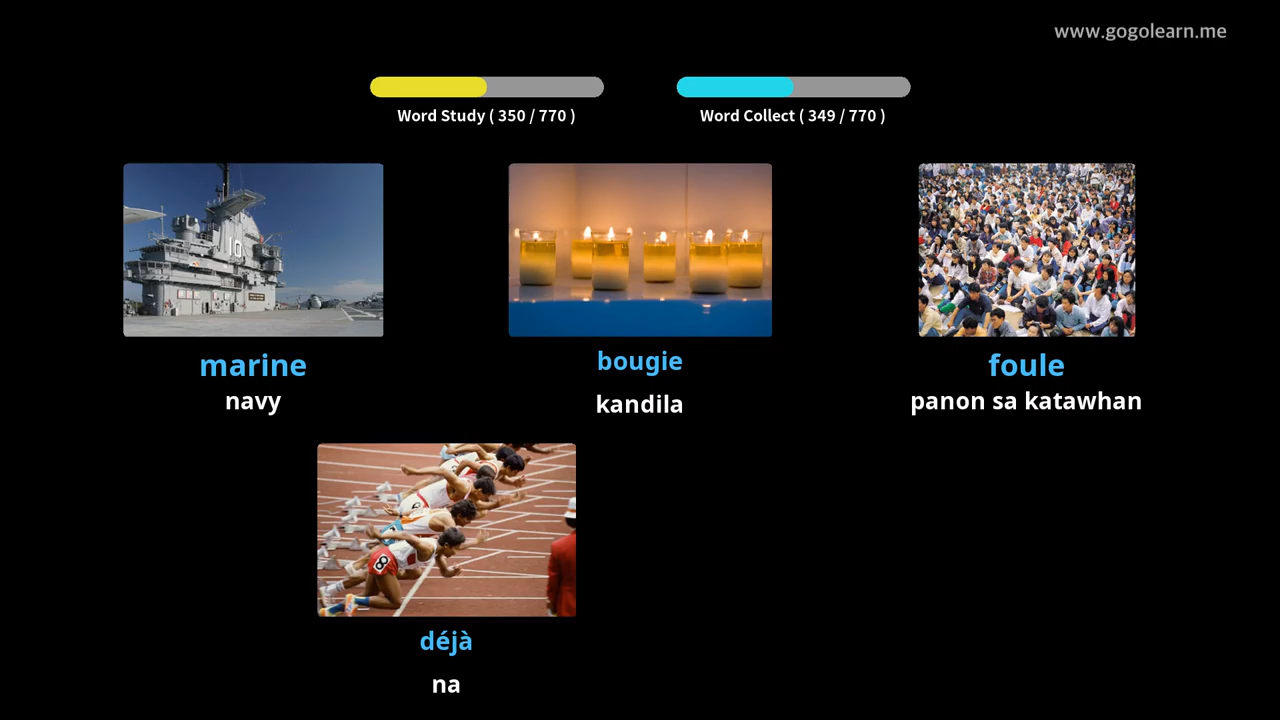 www.gogolearn.me
Word Study ( 350 / 770 )
Word Collect ( 349 / 770 )
marine
navy
bougie
kandila
foule
panon sa katawhan
déjà
na